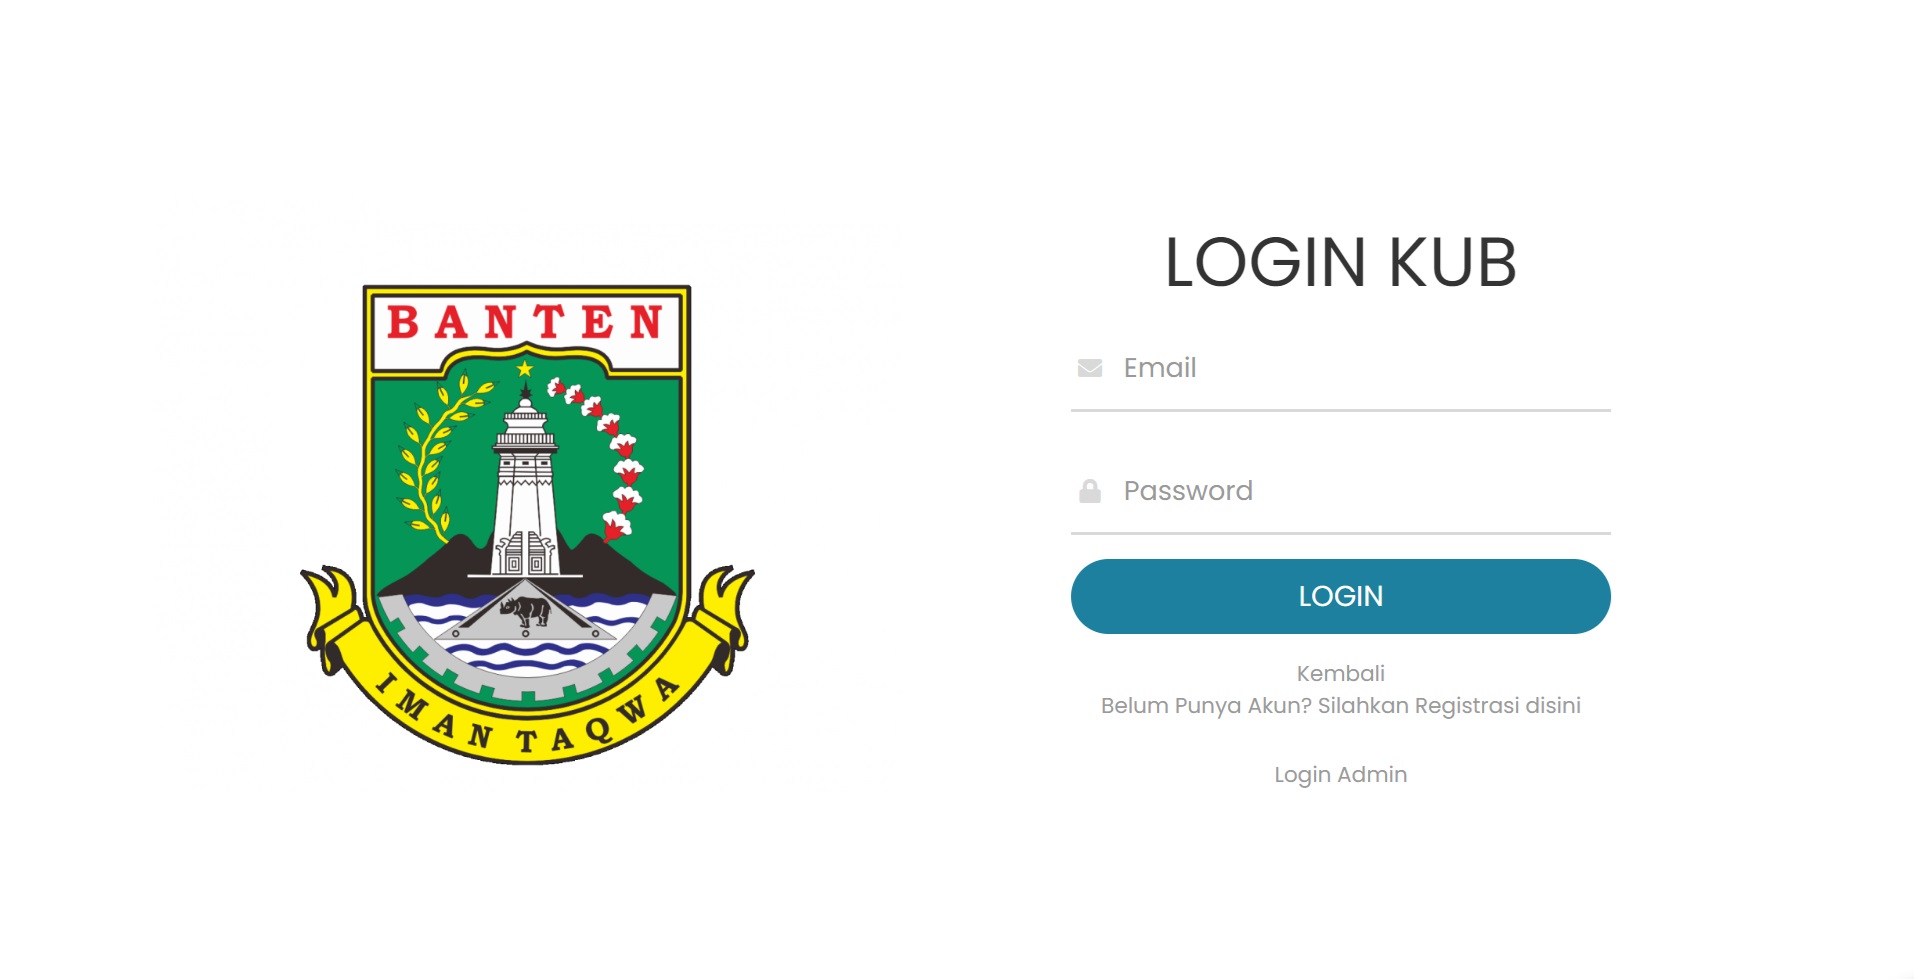 BANTEN
IMAN TAQWA
LOGIN KUB
Email
Password
LOGIN
Kembali
Belum Punya Akun? Silahkan Registrasi disini
Login Admin